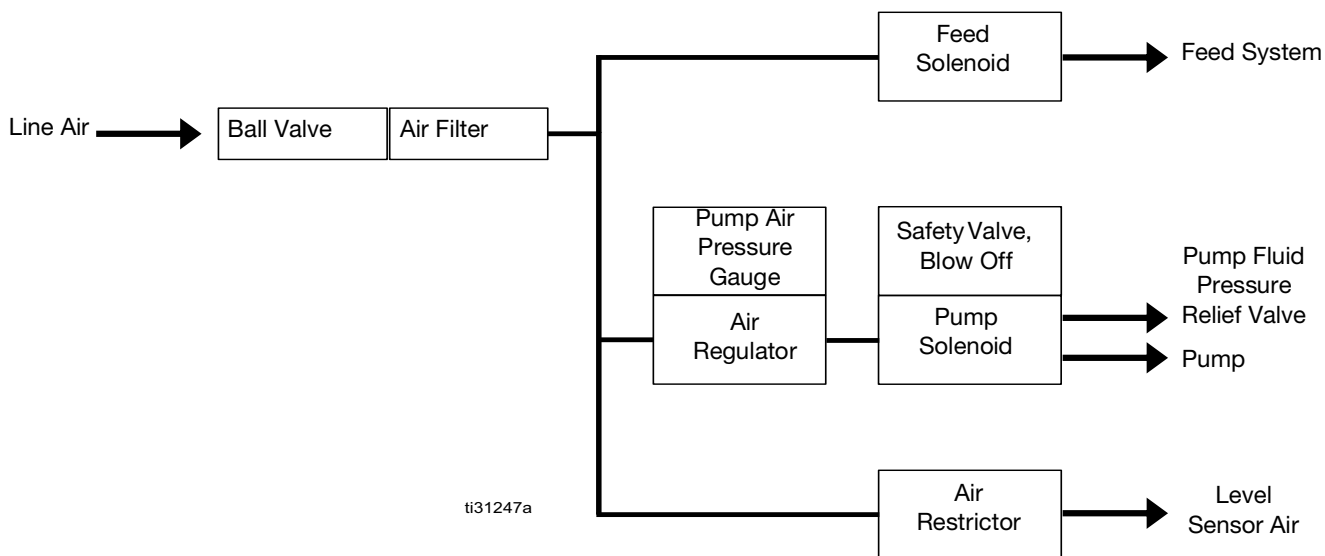 Feed
Solenoid
Feed System
Line Air
Ball Valve
Air Filter
Pump Air
Pressure
Gauge
Safety Valve,
Blow Off
Air
Regulator
Pump
Solenoid
Pump Fluid
Pressure
Relief Valve
Pump
ti31247a
Air
Restrictor
Level
Sensor Air